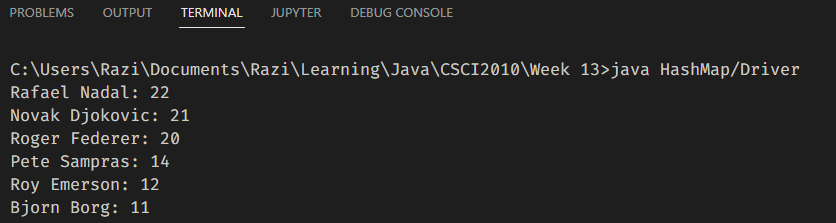 PROBLEMS OUTPUT TERMINAL JUPYTER DEBUG CONSOLE
C:\Users\Razi\Documents\Razi\Learning\Java\CSCI2010\Week 13>java HashMap/Driver
Rafael Nadal: 22
Novak Djokovic: 21
Roger Federer: 20
Pete Sampras: 14
Roy Emerson: 12
Bjorn Borg: 11